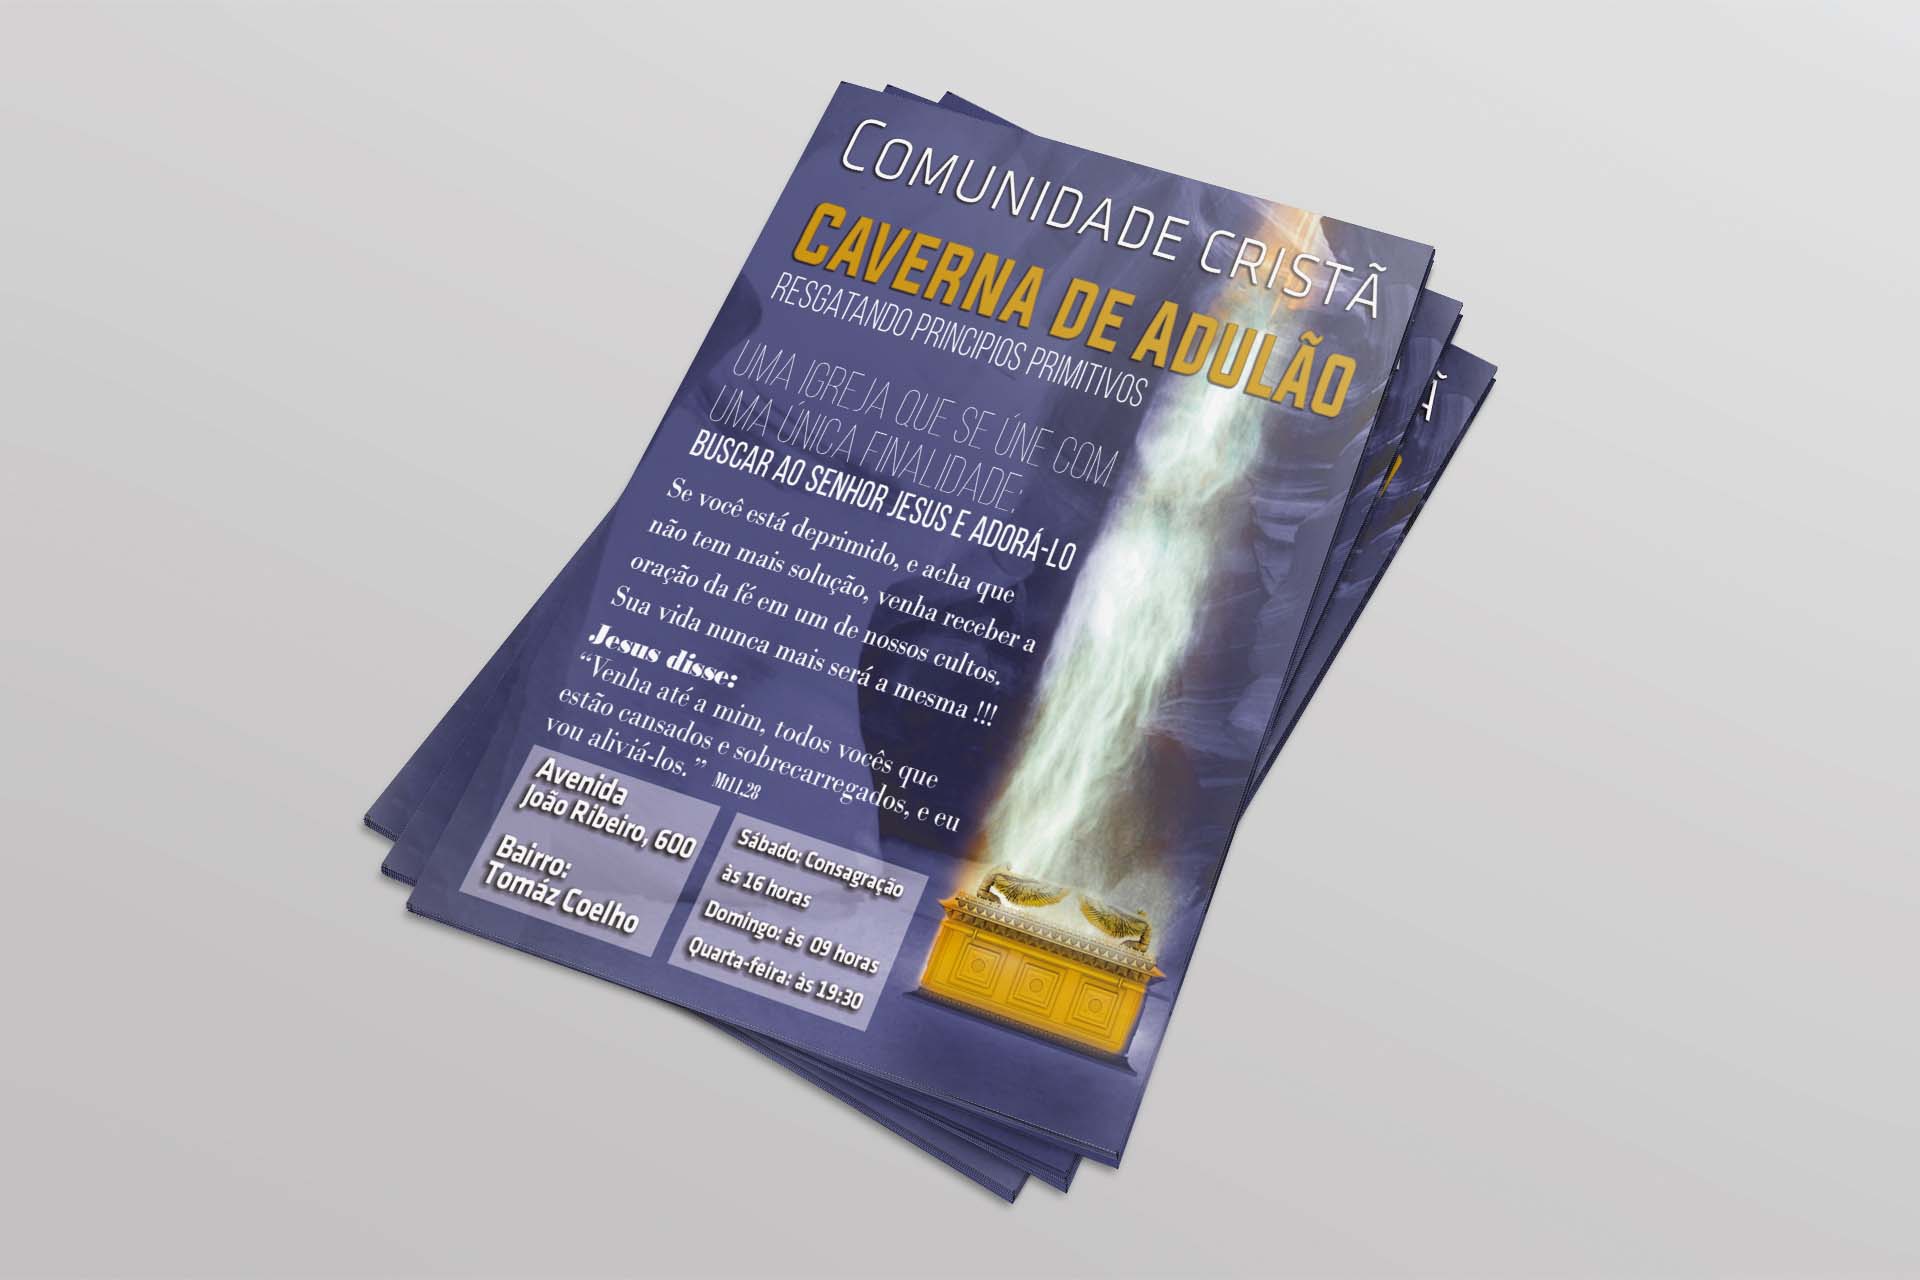 COMUNIDADE CRISTÃ
CAVERNA DE ADULÃO
RESGATANDO PRINCIPIOS PRIMITIVOS
UMA IGREJA QUE SE ÚNE COM
UMA ÚNICA FINALIDADE;
BUSCAR AO SENHOR JESUS E ADORÁ-LO
Se você está deprimido, e acha que
não tem mais solução, venha receber a
oração da fé em um de nossos cultos.
Sua vida nunca mais será a mesma !!!
Jesus disse:
“Venha até a mim, todos vocês que
estão cansados e sobrecarregados, e eu
vou aliviá-los.” Mt11.28
Avenida
João Ribeiro, 600
Bairro:
Tomáz Coelho
Sábado: Consagração
às 16 horas
Domingo: às 09 horas
Quarta-feira: às 19:30
Ã